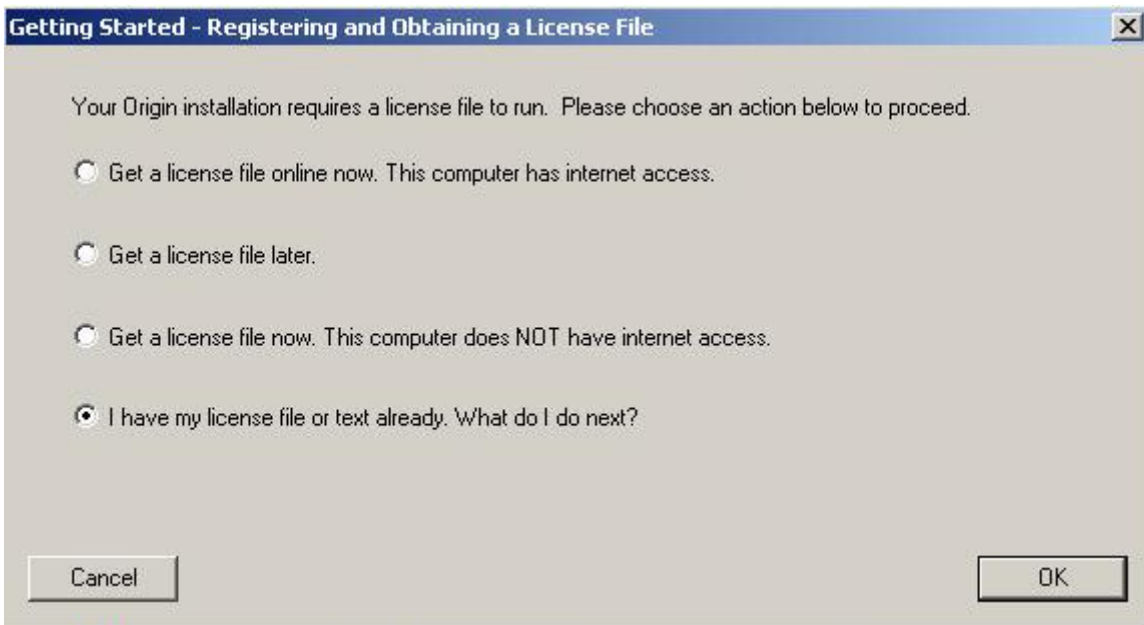 Getting Started - Registering and Obtaining a License File
Your Origin installation requires a license file to run.  Please choose an action below to proceed.
Get a license file online now. This computer has internet access.
Get a license file later.
Get a license file now. This computer does NOT have internet access.
I have my license file or text already. What do I do next?
Cancel
OK